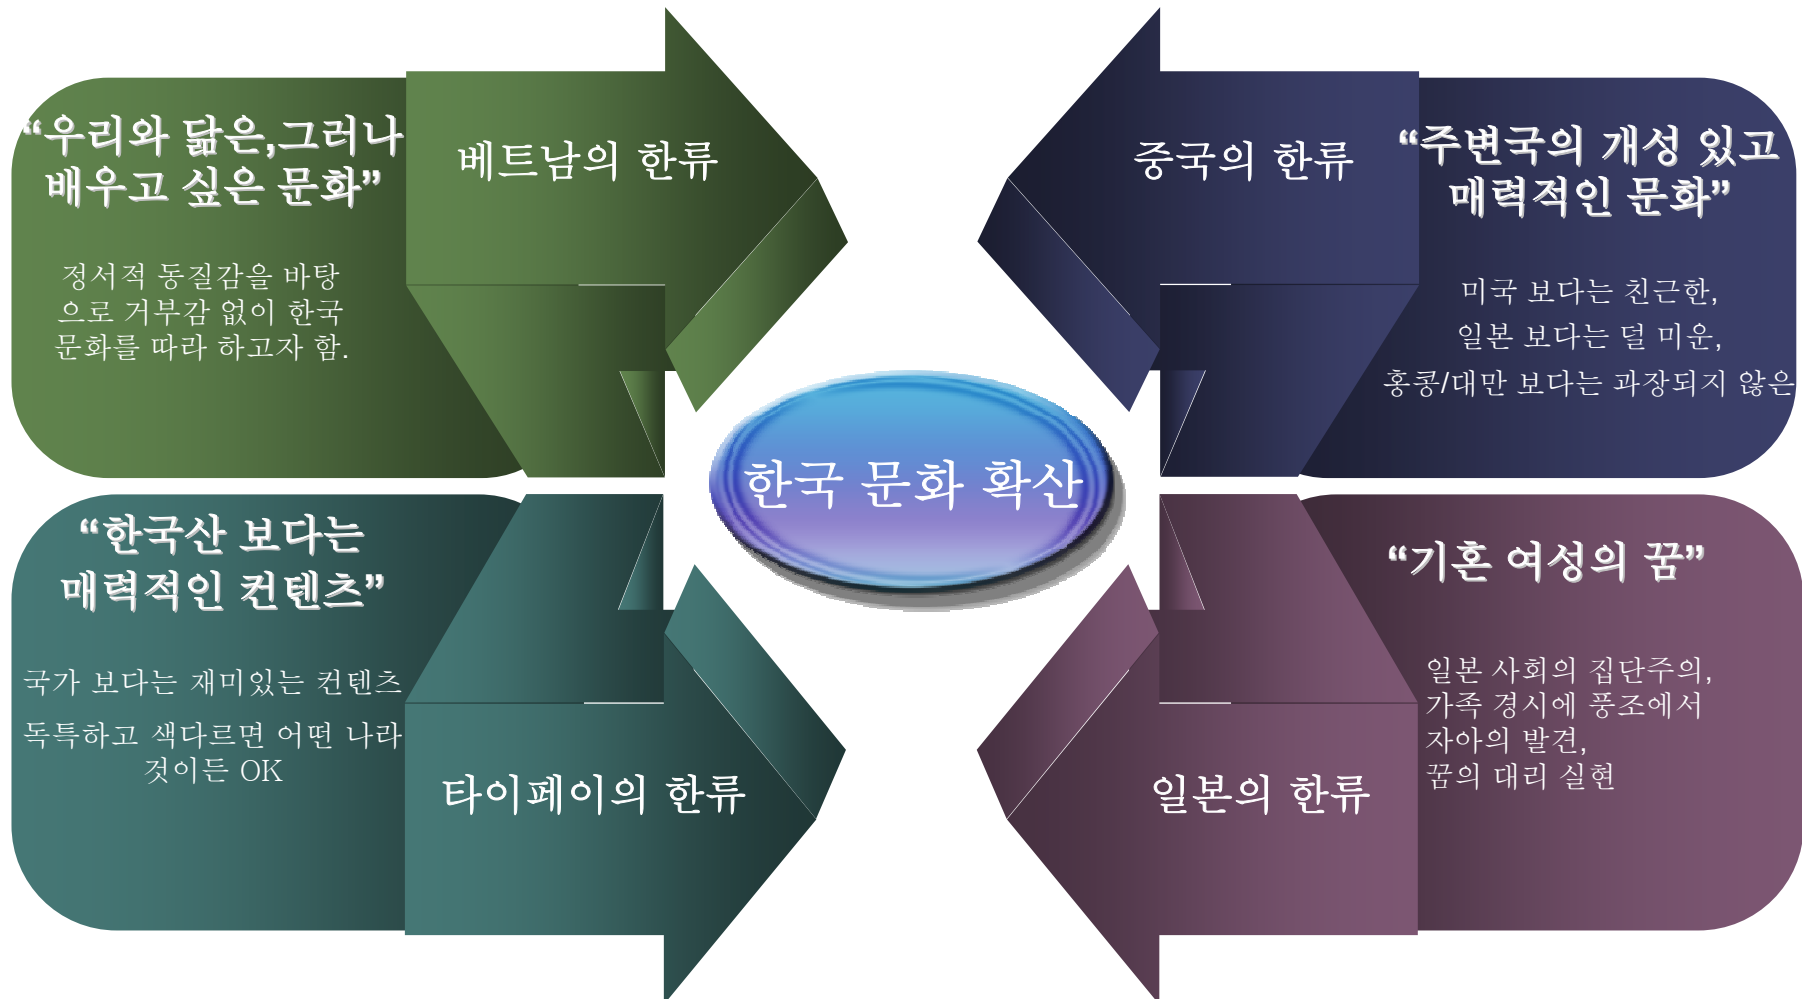 “우리와 닮은,그러나
배우고 싶은 문화”
정서적 동질감을 바탕
으로 거부감 없이 한국
문화를 따라 하고자 함.
베트남의 한류
중국의 한류
“주변국의 개성 있고
매력적인 문화”
미국 보다는 친근한,
일본 보다는 덜 미운,
홍콩/대만 보다는 과장되지 않은
한국 문화 확산
“한국산 보다는
매력적인 컨텐츠”
국가 보다는 재미있는 컨텐츠
독특하고 색다르면 어떤 나라
것이든 OK
타이페이의 한류
일본의 한류
“기혼 여성의 꿈”
일본 사회의 집단주의,
가족 경시에 풍조에서
자아의 발견,
꿈의 대리 실현